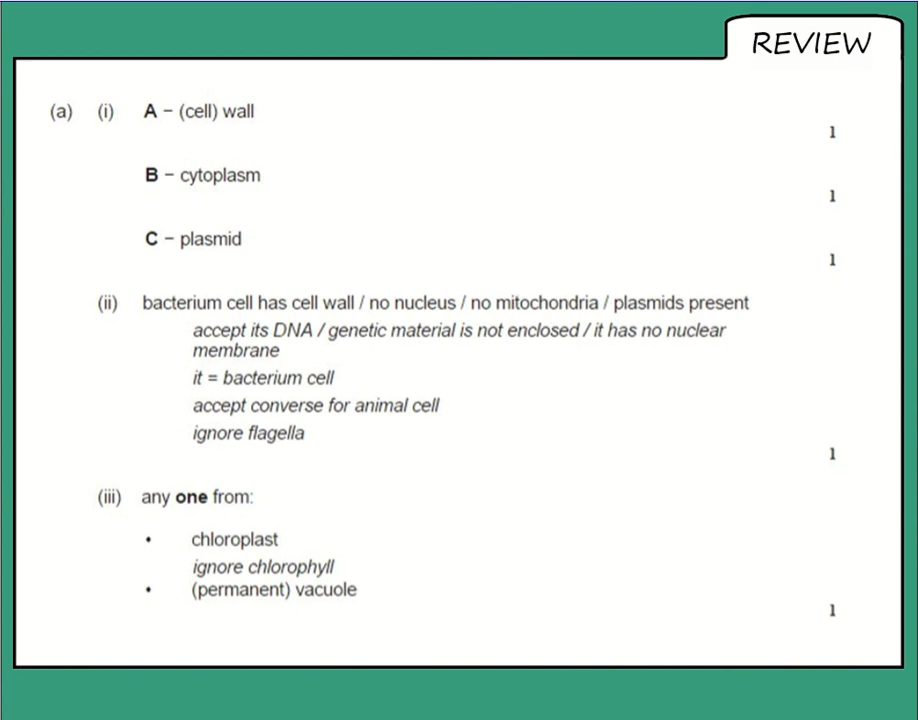 REVIEW
(a) (i) A − (cell) wall
1
B − cytoplasm
1
C − plasmid
1
(ii) bacterium cell has cell wall / no nucleus / no mitochondria / plasmids present
accept its DNA / genetic material is not enclosed / it has no nuclear
membrane
it = bacterium cell
accept converse for animal cell
ignore flagella
1
(iii) any one from:
• chloroplast
ignore chlorophyll
• (permanent) vacuole
1